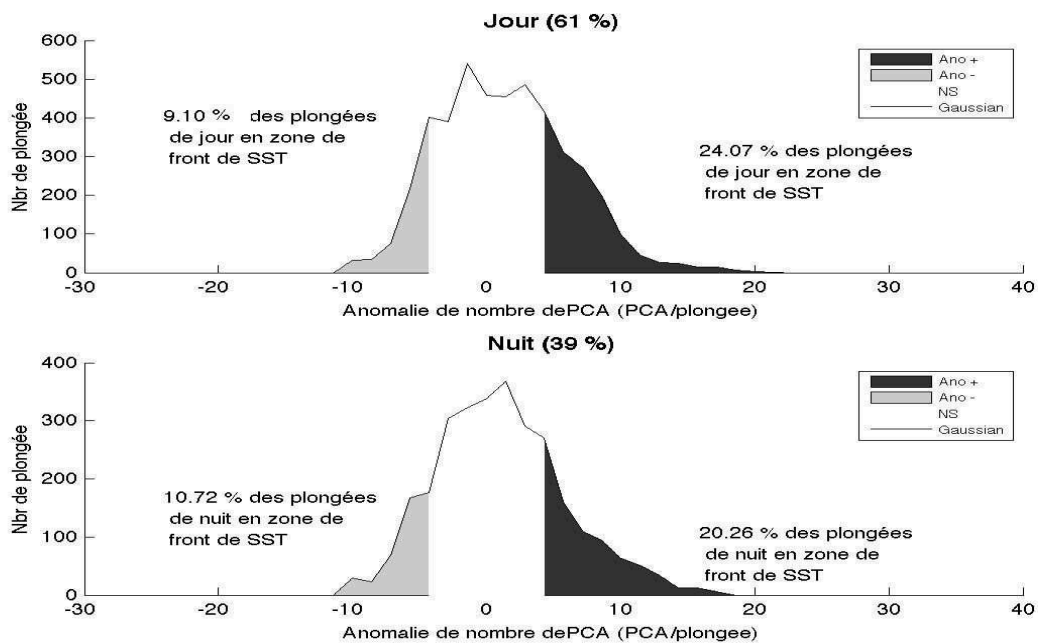 Jour (61 %)
600
500
400
300
200
100
0
Nbr de plongée
9.10 % des plongées
de jour en zone de
front de SST
24.07 % des plongées
de jour en zone de
front de SST
Ano +
Ano -
NS
Gaussian
-30
-20
-10
0
10
20
30
40
Anomalie de nombre dePCA (PCA/plongee)
Nuit (39 %)
400
300
200
100
0
Nbr de plongée
10.72 % des plongées
de nuit en zone de
front de SST
20.26 % des plongées
de nuit en zone de
front de SST
Ano +
Ano -
NS
Gaussian
-30
-20
-10
0
10
20
30
40
Anomalie de nombre dePCA (PCA/plongee)